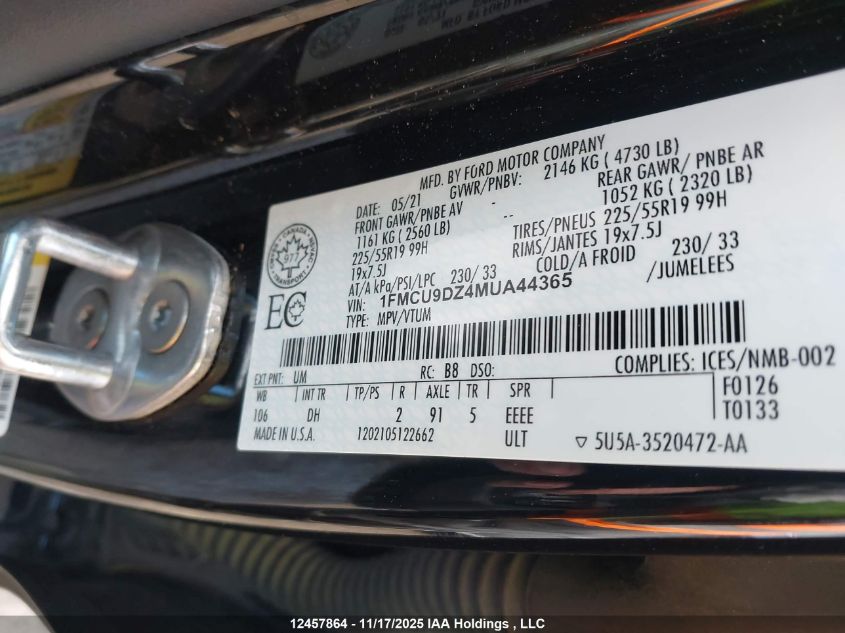 MFD. BY FORD MOTOR COMPANY
DATE: 05/21 GVWR/PNBV: 2146 KG ( 4730 LB)
FRONT GAWR/PNBE AV - REAR GAWR/ PNBE AR
1161 KG ( 2560 LB) -- 1052 KG ( 2320 LB)
225/55R19 99H TIRES/PNEUS 225/55R19 99H
19x7.5J RIMS/JANTES 19x7.5J
AT/A kPa/PSI/LPC 230/ 33 COLD/A FROID 230/ 33
VIN: 1FMCU9DZ4MUA44365 /JUMELEES
TYPE: MPV/VTUM
CANADA
977
EC
EXT PNT: UM RC: B8 DSO: COMPLIES: ICES/NMB-002
WB INT TR TP/PS R AXLE TR SPR F0126
106 DH 2 91 5 EEEE T0133
MADE IN U.S.A. 1202105122662 ULT ▽ 5U5A-3520472-AA
12457864 - 11/17/2025 IAA Holdings , LLC